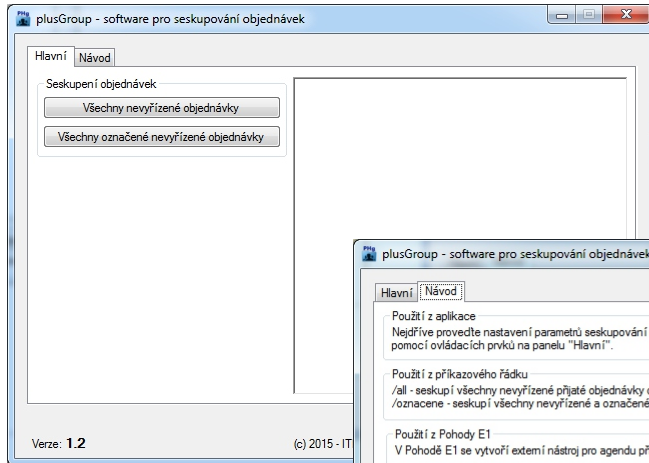 plusGroup - software pro seskupování objednávek
Hlavní
Návod
Seskupení objednávek
Všechny nevyřízené objednávky
Všechny označené nevyřízené objednávky
Verze: 1.2
(c) 2015 - IT
plusGroup - software pro seskupování objednávek
Hlavní
Návod
Použití z aplikace
Nejdříve proveďte nastavení parametrů seskupování
pomocí ovládacích prvků na panelu "Hlavní".
Použití z příkazového řádku
/all - seskupí všechny nevyřízené přijaté objednávky
/oznacene - seskupí všechny nevyřízené a označené
Použití z Pohody E1
V Pohodě E1 se vytvoří externí nástroj pro agendu